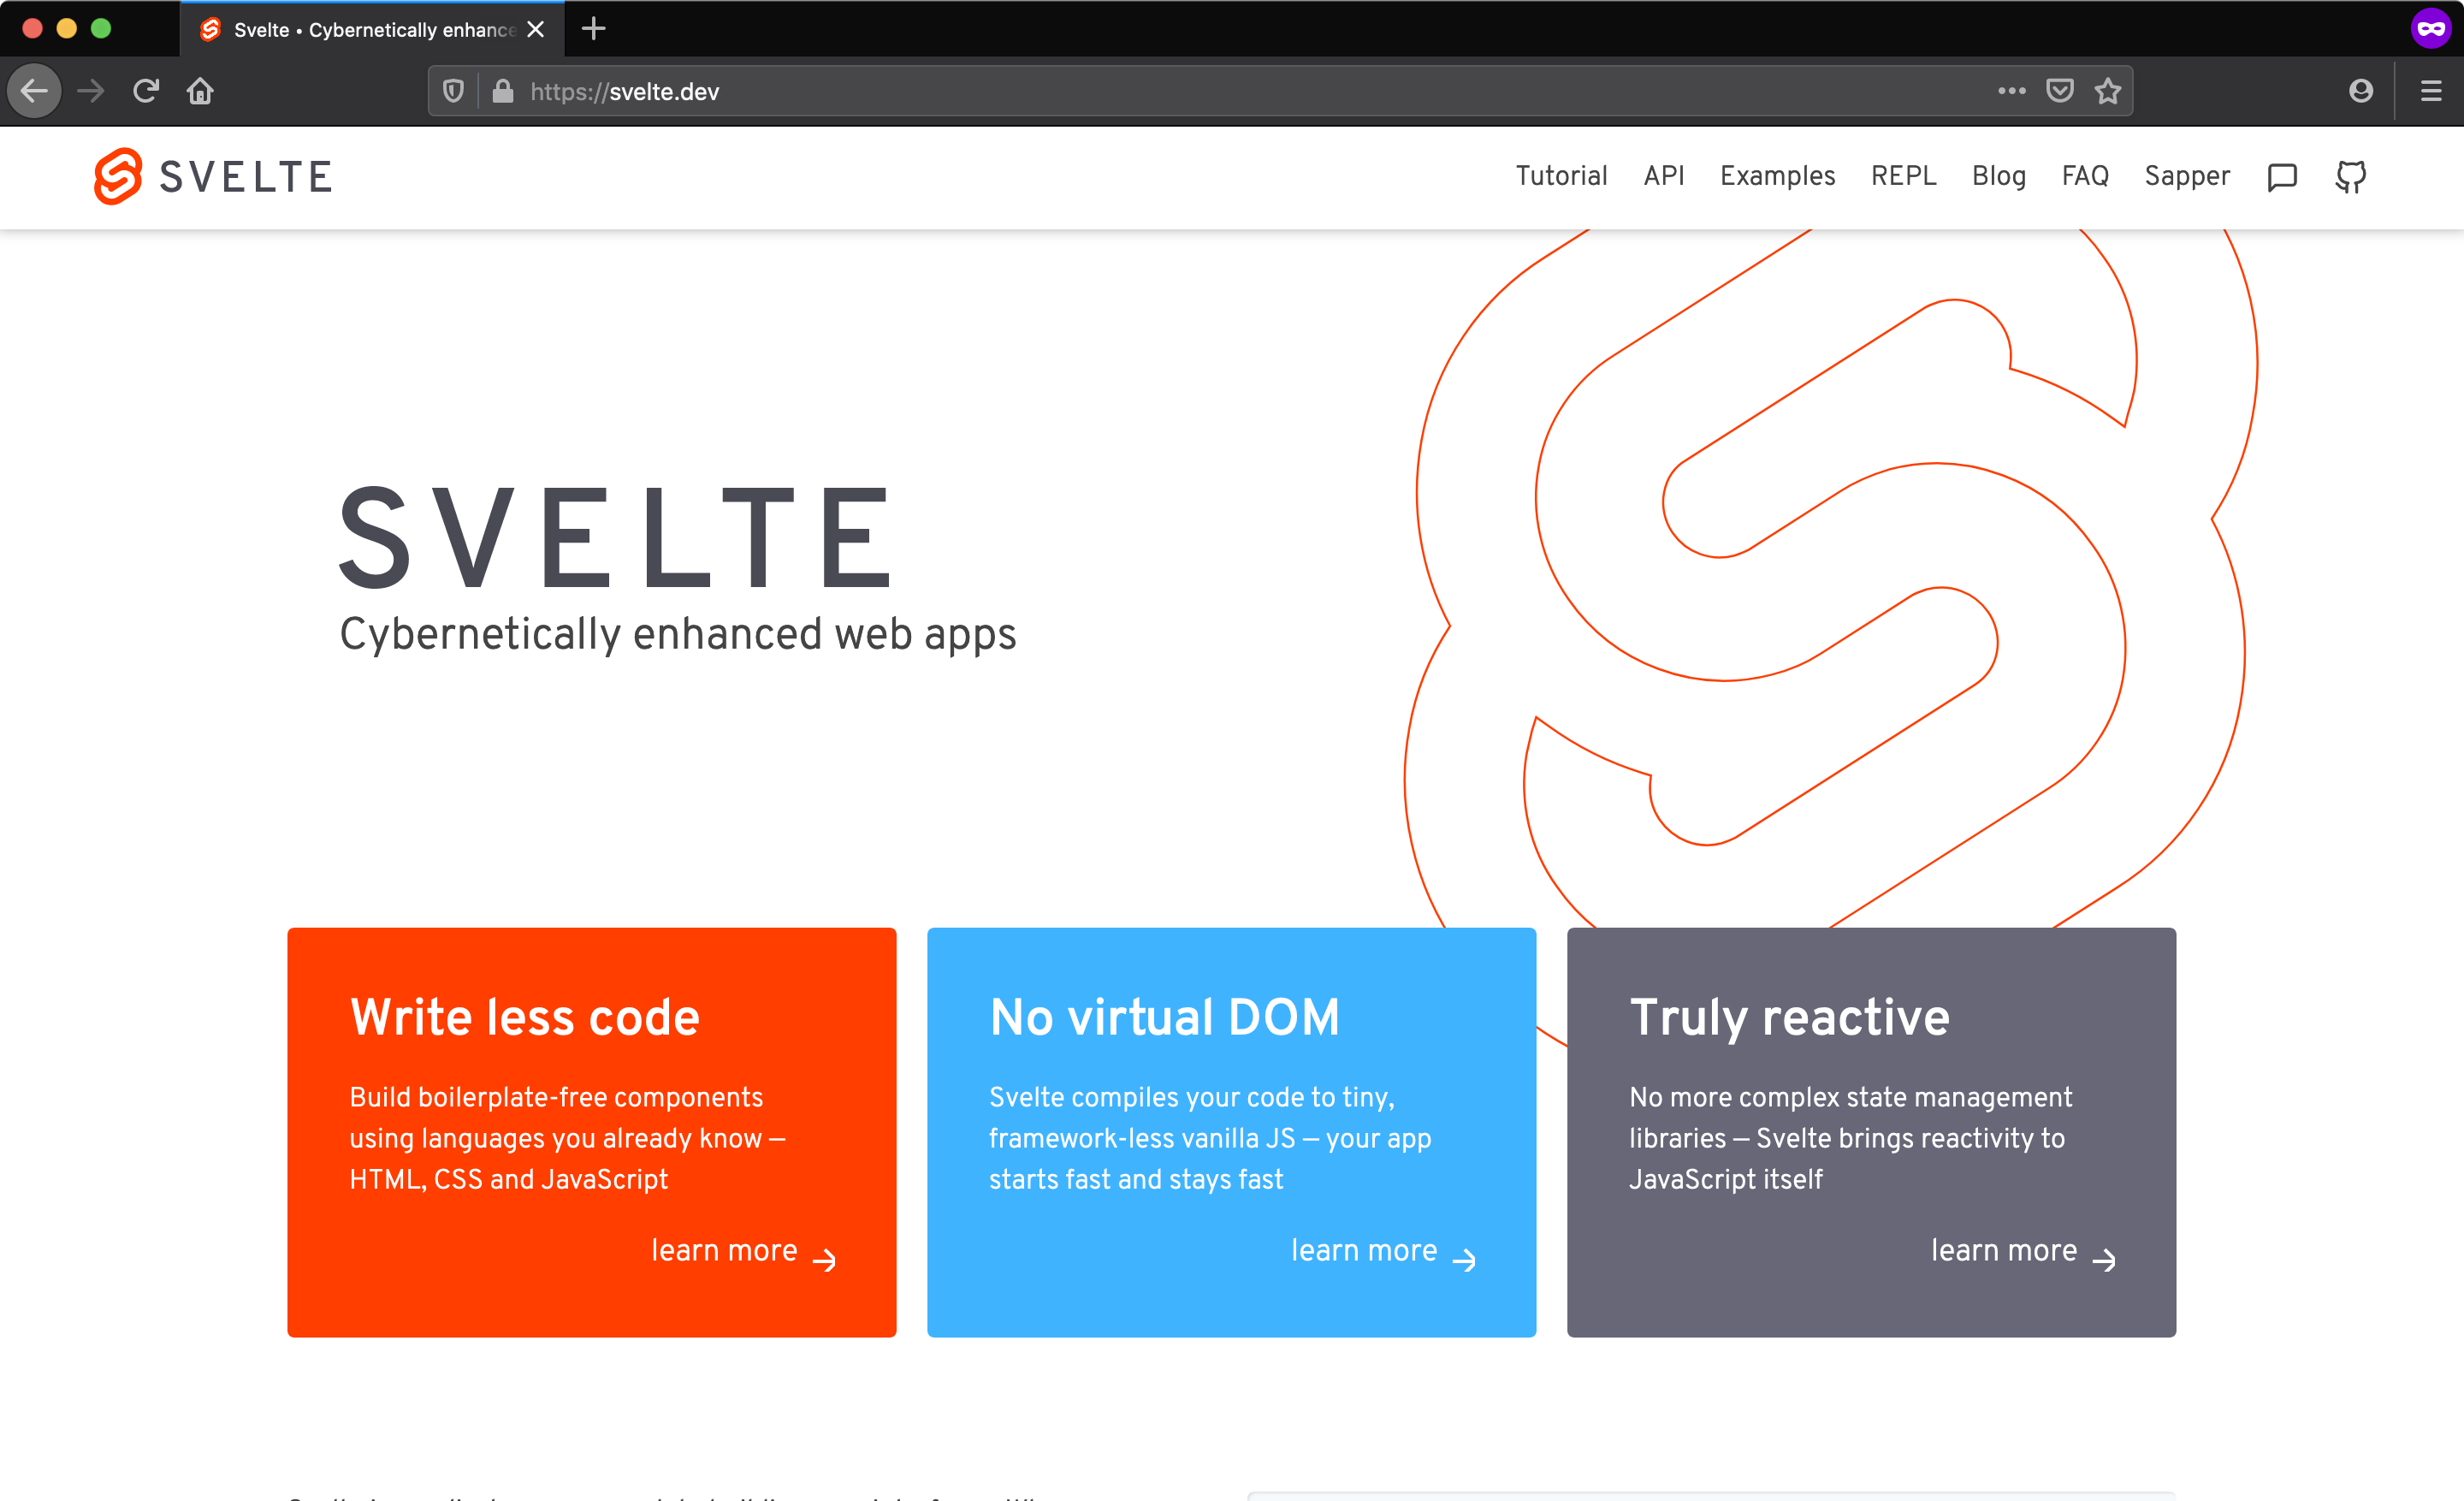 Svelte • Cybernetically enhance
https://svelte.dev
SVELTE
Tutorial API Examples REPL Blog FAQ Sapper
SVELTE
Cybernetically enhanced web apps
Write less code
Build boilerplate-free components
using languages you already know —
HTML, CSS and JavaScript
learn more
No virtual DOM
Svelte compiles your code to tiny,
framework-less vanilla JS — your app
starts fast and stays fast
learn more
Truly reactive
No more complex state management
libraries — Svelte brings reactivity to
JavaScript itself
learn more